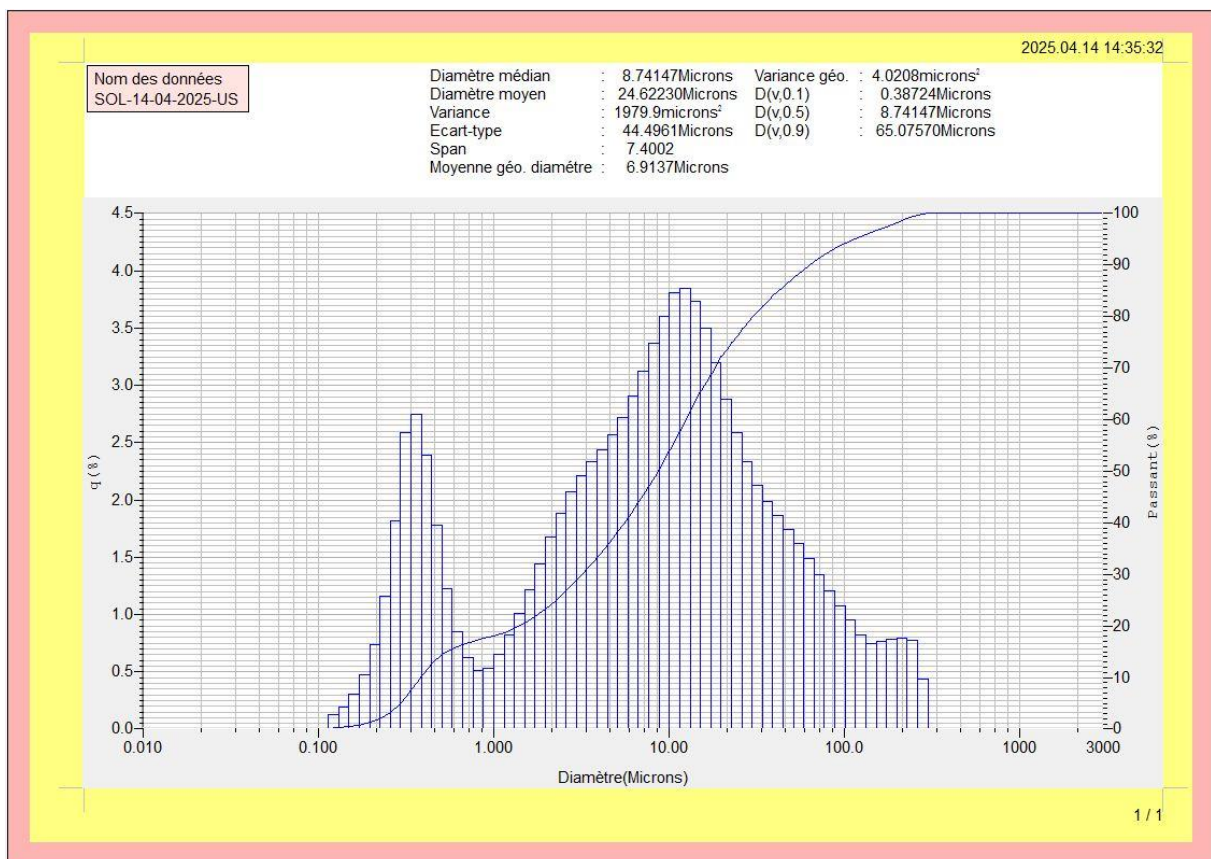 2025.04.14 14:35:32
Nom des données
SOL-14-04-2025-US
Diamètre médian : 8.74147Microns Variance géo. : 4.0208microns²
Diamètre moyen : 24.62230Microns D(v,0.1) : 0.38724Microns
Variance : 1979.9microns² D(v,0.5) : 8.74147Microns
Ecart-type : 44.4961Microns D(v,0.9) : 65.07570Microns
Span : 7.4002
Moyenne géo. diamétre : 6.9137Microns
4.5
4.0
3.5
3.0
2.5
2.0
1.5
1.0
0.5
0.0
q(%)
100
90
80
70
60
50
40
30
20
10
0
Passant(%)
0.010 0.100 1.000 10.00 100.0 1000 3000
Diamètre(Microns)
1 / 1